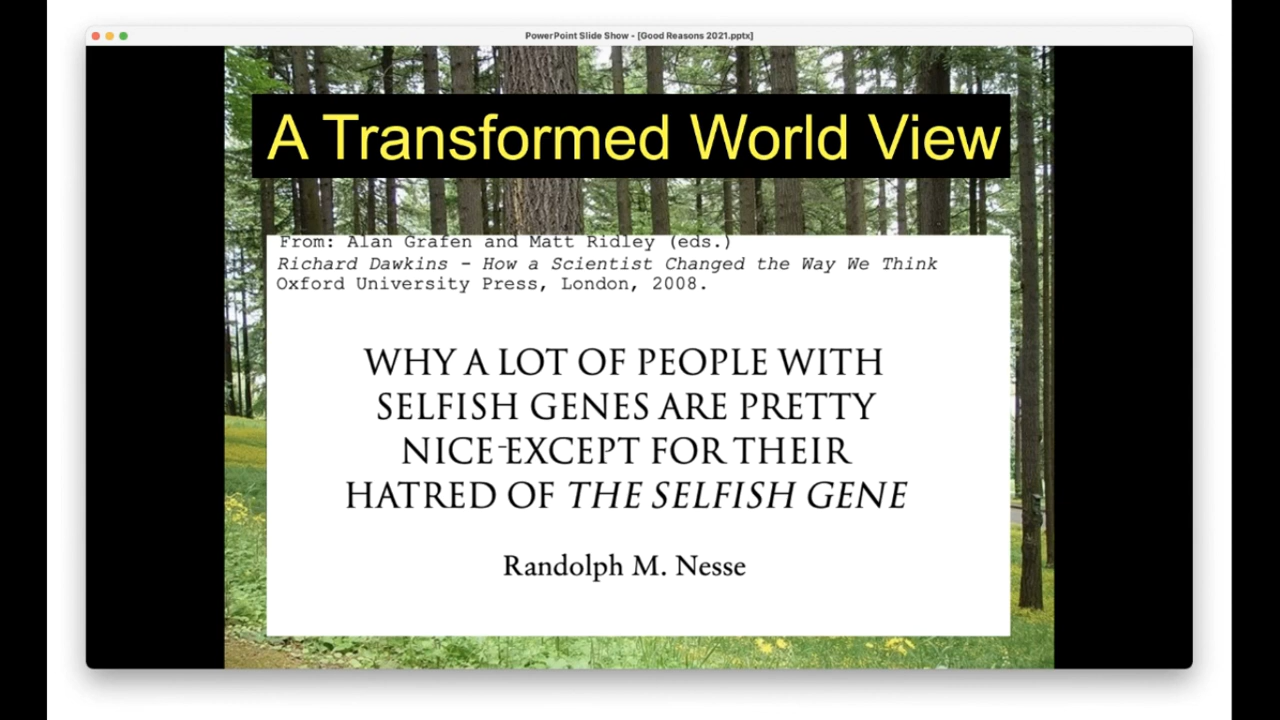 PowerPoint Slide Show - [Good Reasons 2021.pptx]
A Transformed World View
From: Alan Grafen and Matt Ridley (eds.)
Richard Dawkins - How a Scientist Changed the Way We Think
Oxford University Press, London, 2008.
WHY A LOT OF PEOPLE WITH
SELFISH GENES ARE PRETTY
NICE-EXCEPT FOR THEIR
HATRED OF THE SELFISH GENE
Randolph M. Nesse